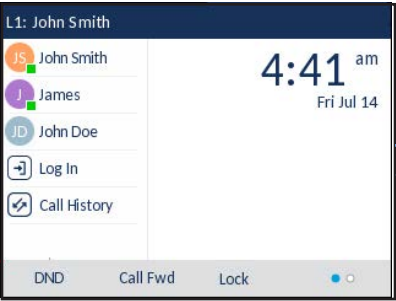 L1: John Smith
JS John Smith
J James
JD John Doe
Log In
Call History
4:41 am
Fri Jul 14
DND Call Fwd Lock